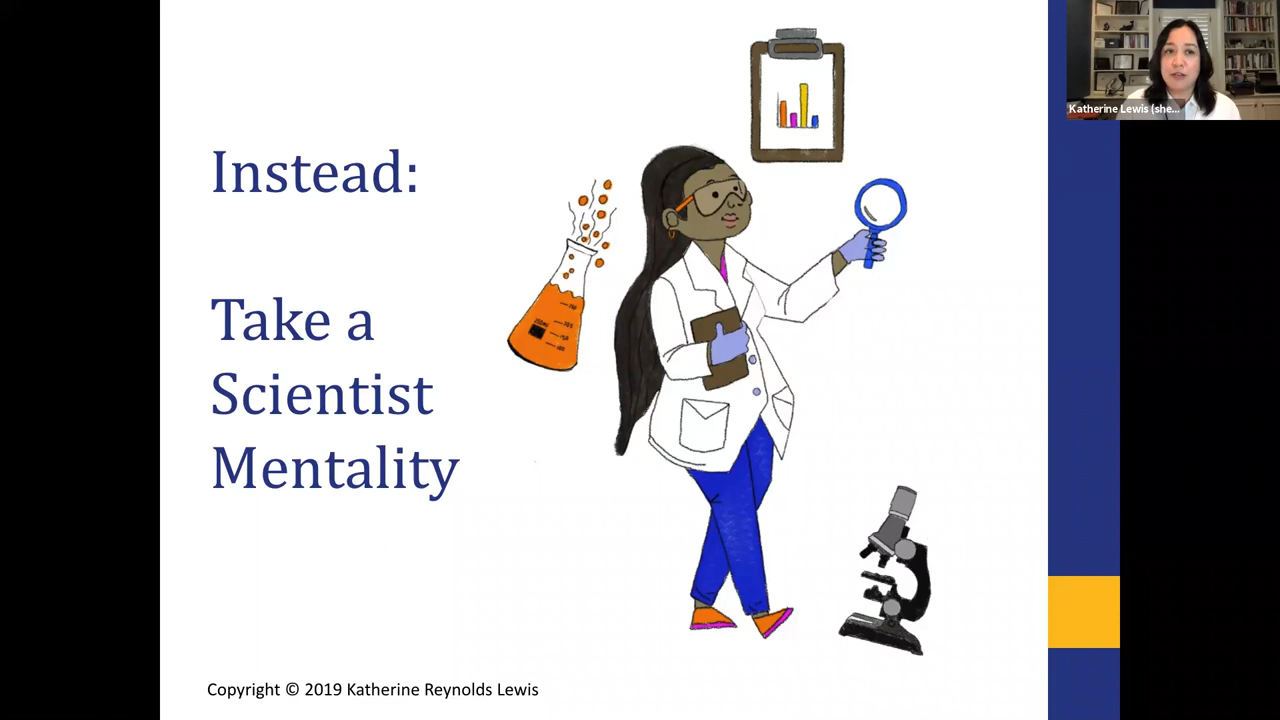 Instead:
Take a
Scientist
Mentality
Copyright © 2019 Katherine Reynolds Lewis
Katherine Lewis (she...